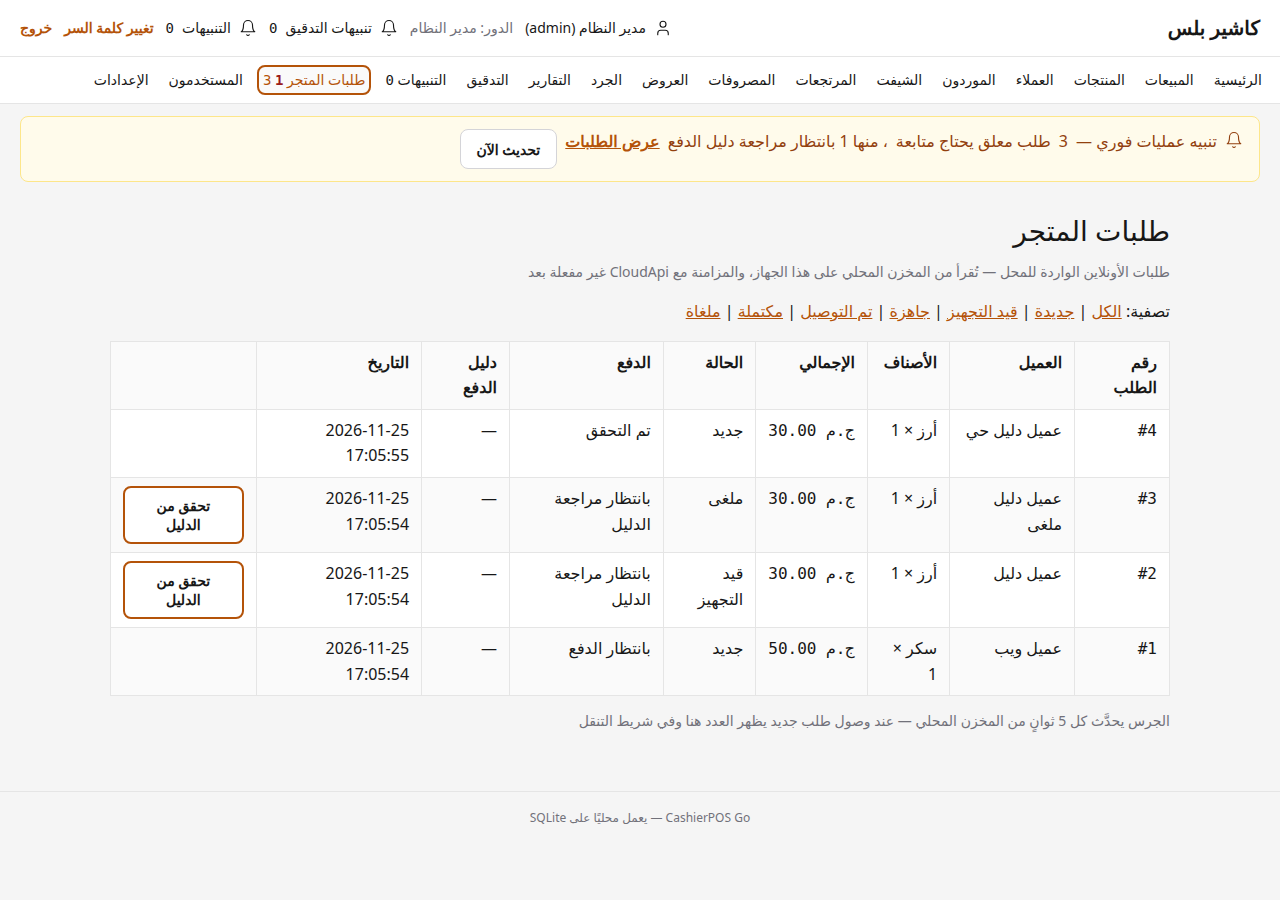 كاشير بلس
مدير النظام (admin) الدور: مدير النظام تنبيهات التدقيق 0 التنبيهات 0 تغيير كلمة السر خروج
الرئيسية المبيعات المنتجات العملاء الموردون الشيفت المرتجعات المصروفات العروض الجرد التقارير التدقيق التنبيهات 0 طلبات المتجر 1 3 المستخدمون الإعدادات
تنبيه عمليات فوري — 3 طلب معلق يحتاج متابعة ، منها 1 بانتظار مراجعة دليل الدفع عرض الطلبات تحديث الآن
طلبات المتجر
طلبات الأونلاين الواردة للمحل — تُقرأ من المخزن المحلي على هذا الجهاز، والمزامنة مع CloudApi غير مفعلة بعد
تصفية: الكل | جديدة | قيد التجهيز | جاهزة | تم التوصيل | مكتملة | ملغاة
رقم الطلب العميل الأصناف الإجمالي الحالة الدفع دليل الدفع التاريخ
#4 عميل دليل حي أرز × 1 30.00 ج.م جديد تم التحقق — 2026-11-25 17:05:55
#3 عميل دليل ملغى أرز × 1 30.00 ج.م ملغى بانتظار مراجعة الدليل — 2026-11-25 17:05:54 تحقق من الدليل
#2 عميل دليل أرز × 1 30.00 ج.م قيد التجهيز بانتظار مراجعة الدليل — 2026-11-25 17:05:54 تحقق من الدليل
#1 عميل ويب سكر × 1 50.00 ج.م جديد بانتظار الدفع — 2026-11-25 17:05:54
الجرس يحدَّث كل 5 ثوانٍ من المخزن المحلي — عند وصول طلب جديد يظهر العدد هنا وفي شريط التنقل
CashierPOS Go — يعمل محليًا على SQLite